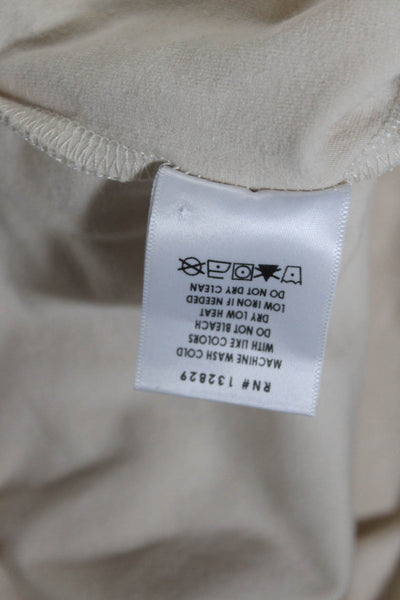 RN# 132829
MACHINE WASH COLD
WITH LIKE COLORS
DO NOT BLEACH
DRY LOW HEAT
LOW IRON IF NEEDED
DO NOT DRY CLEAN